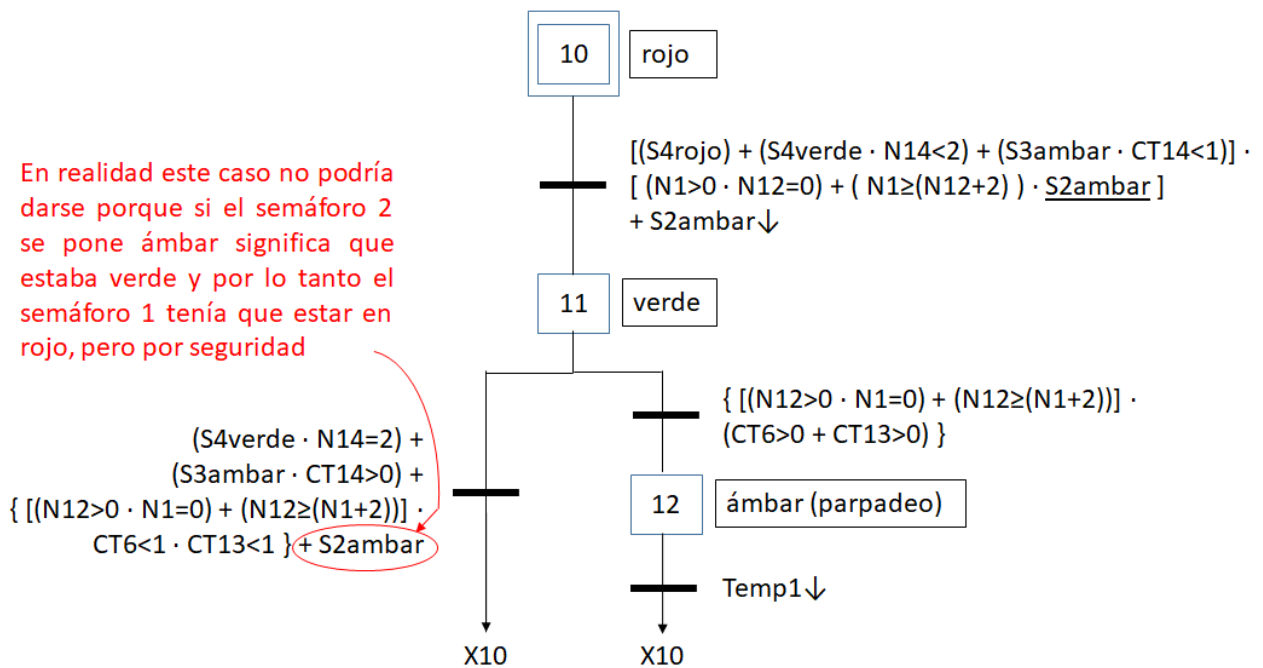 10
rojo
[(S4rojo) + (S4verde · N14<2) + (S3ambar · CT14<1)] ·
[ (N1>0 · N12=0) + ( N1≥(N12+2) ) · S2ambar ]
+ S2ambar↓
En realidad este caso no podría
darse porque si el semáforo 2
se pone ámbar significa que
estaba verde y por lo tanto el
semáforo 1 tenía que estar en
rojo, pero por seguridad
11
verde
{ [(N12>0 · N1=0) + (N12≥(N1+2))] ·
(CT6>0 + CT13>0) }
(S4verde · N14=2) +
(S3ambar · CT14>0) +
{ [(N12>0 · N1=0) + (N12≥(N1+2))] ·
CT6<1 · CT13<1 } + S2ambar
12
ámbar (parpadeo)
Temp1↓
X10
X10